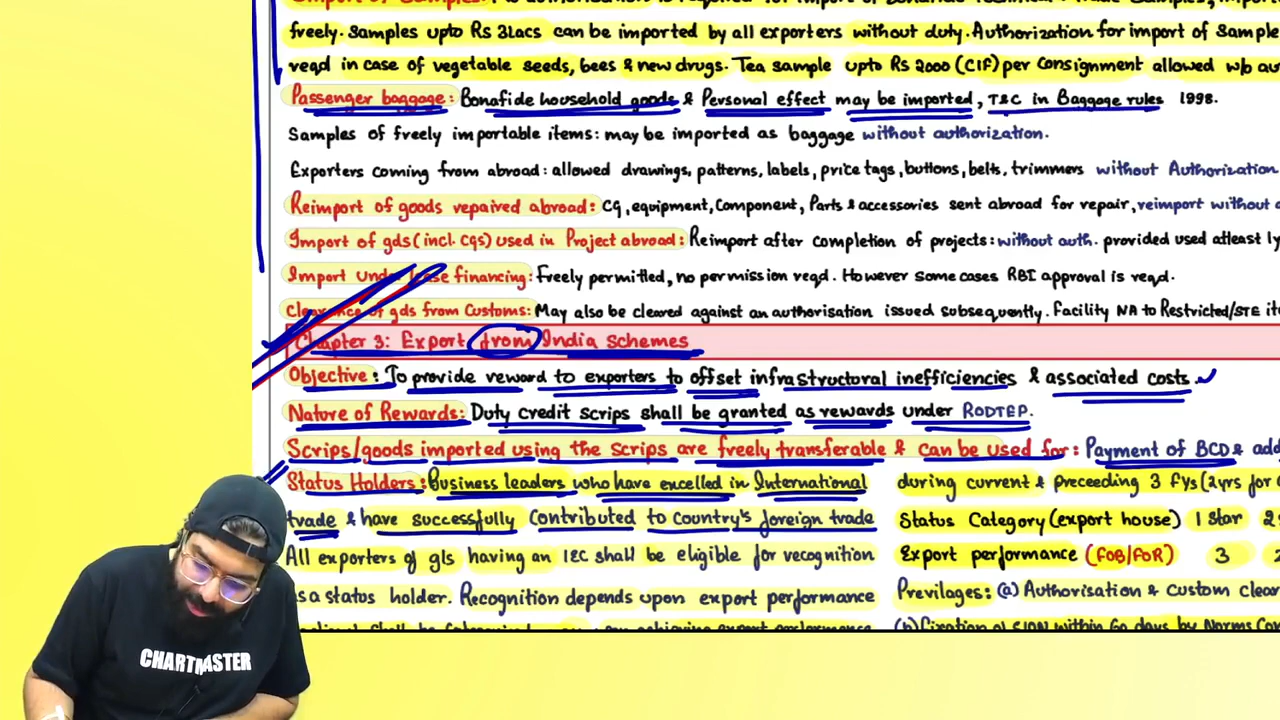 freely. Samples upto Rs 3Lacs can be imported by all exporters without duty. Authorization for import of Sample
reqd in case of vegetable seeds, bees & new drugs. Tea sample upto Rs 2000 (CIF) per consignment allowed w/o au
Passenger baggage: Bonafide household goods & Personal effect may be imported, T&C in Baggage rules 1998.
Samples of freely importable items: may be imported as baggage without authorization.
Exporters coming from abroad: allowed drawings, patterns, labels, price tags, buttons, belts, trimmers without Authorization
Reimport of goods repaired abroad: CG, equipment, Component, Parts & accessories sent abroad for repair, reimport without a
Import of gds (incl. CGs) used in Project abroad: Reimport after completion of projects: without auth. provided used atleast 1y
Import under lease financing: Freely permitted, no permission reqd. However some cases RBI approval is reqd.
Clearance of gds from Customs: May also be cleared against an authorisation issued subsequently. Facility NA to Restricted/STE ite
Chapter 3: Export from India Schemes
Objective: To provide reward to exporters to offset infrastructural inefficiencies & associated costs.
Nature of Rewards: Duty credit scrips shall be granted as rewards under RODTEP.
Scrips/goods imported using the Scrips are freely transferable & can be used for: Payment of BCD & add
Status Holders: Business leaders who have excelled in International
trade & have successfully Contributed to Country's foreign trade
All exporters of gls having an IEC shall be eligible for recognition
as a status holder. Recognition depends upon export performance
during current & preceeding 3 fys (2yrs for
Status Category (export house) 1 Star 2
Export performance (FOB/FOR) 3
Previlages: (a) Authorisation & Custom Clear
(b) Fixation of SION within 60 days by Norms Com
CHARTMASTER